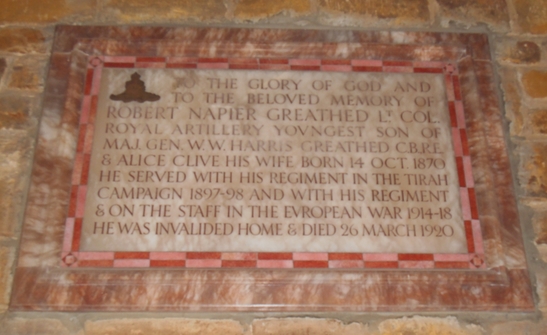 TO THE GLORY OF GOD AND
TO THE BELOVED MEMORY OF
ROBERT NAPIER GREATHED Lᵀ COL.
ROYAL ARTILLERY YOVNGEST SON OF
MAJ. GEN. W. W. HARRIS GREATHED C.B.R.E.
& ALICE CLIVE HIS WIFE BORN 14 OCT. 1870
HE SERVED WITH HIS REGIMENT IN THE TIRAH
CAMPAIGN 1897-98 AND WITH HIS REGIMENT
& ON THE STAFF IN THE EVROPEAN WAR 1914-18
HE WAS INVALIDED HOME & DIED 26 MARCH 1920